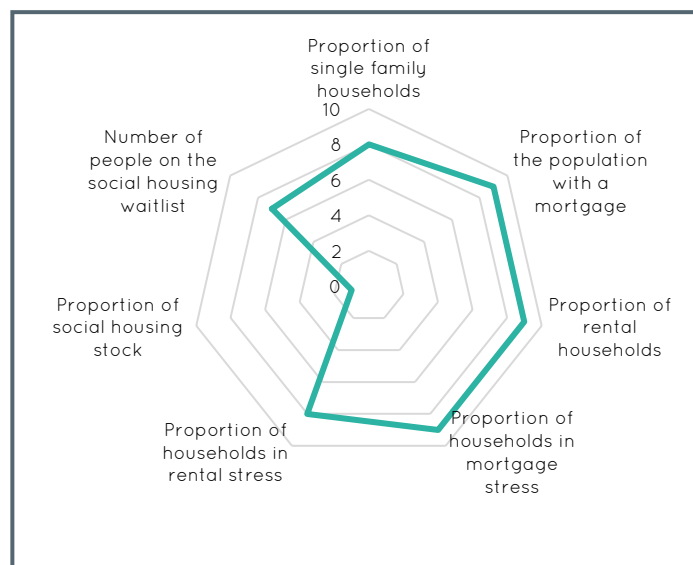 Proportion of
single family
households
10
8
6
4
2
0
Proportion of
the population
with a
mortgage
Proportion of
rental
households
Proportion of
households in
mortgage
stress
Proportion of
households in
rental stress
Proportion of
social housing
stock
Number of
people on the
social housing
waitlist